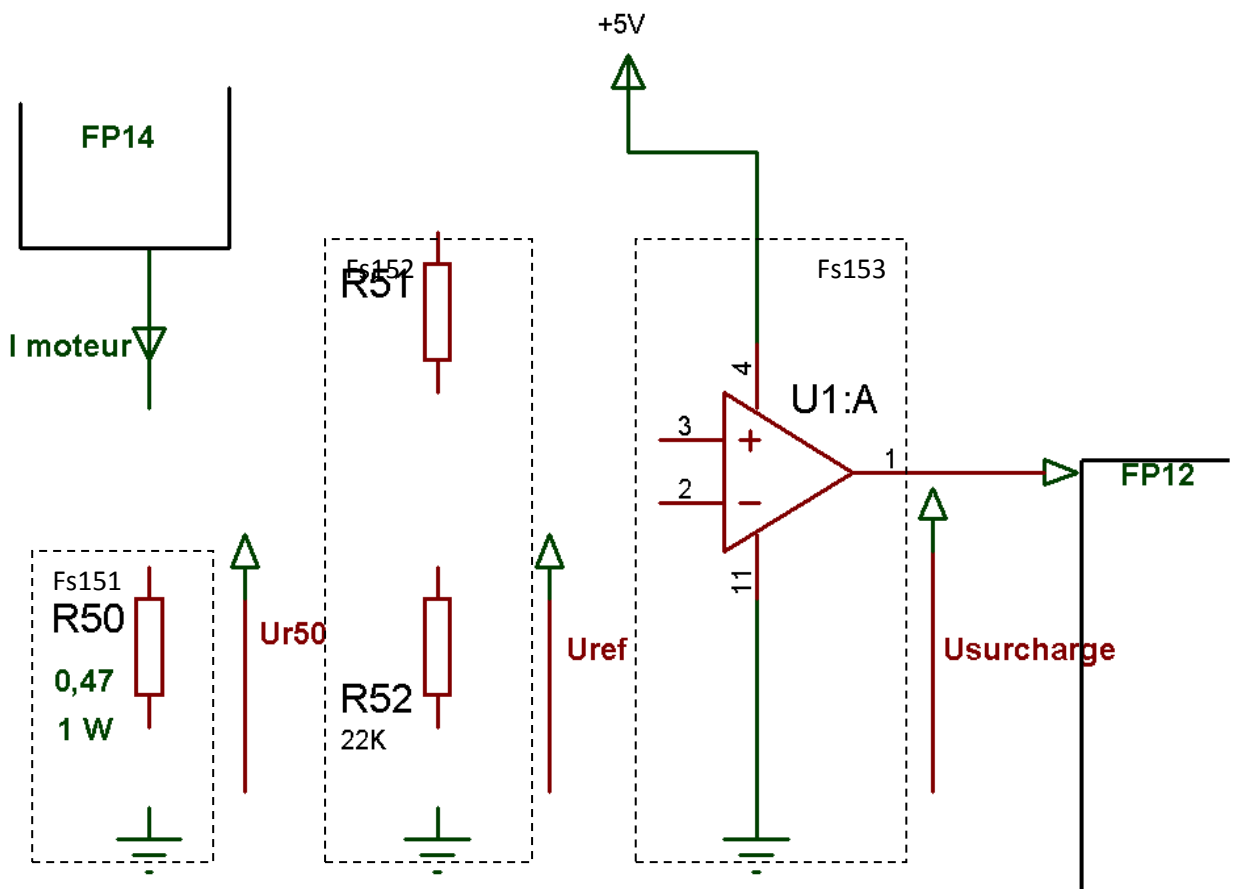 +5V
FP14
Fs152
Fs153
R51
I moteur
4
U1:A
3
+
1
FP12
2
−
11
Fs151
R50
Ur50
Uref
Usurcharge
0,47
R52
1 W
22K